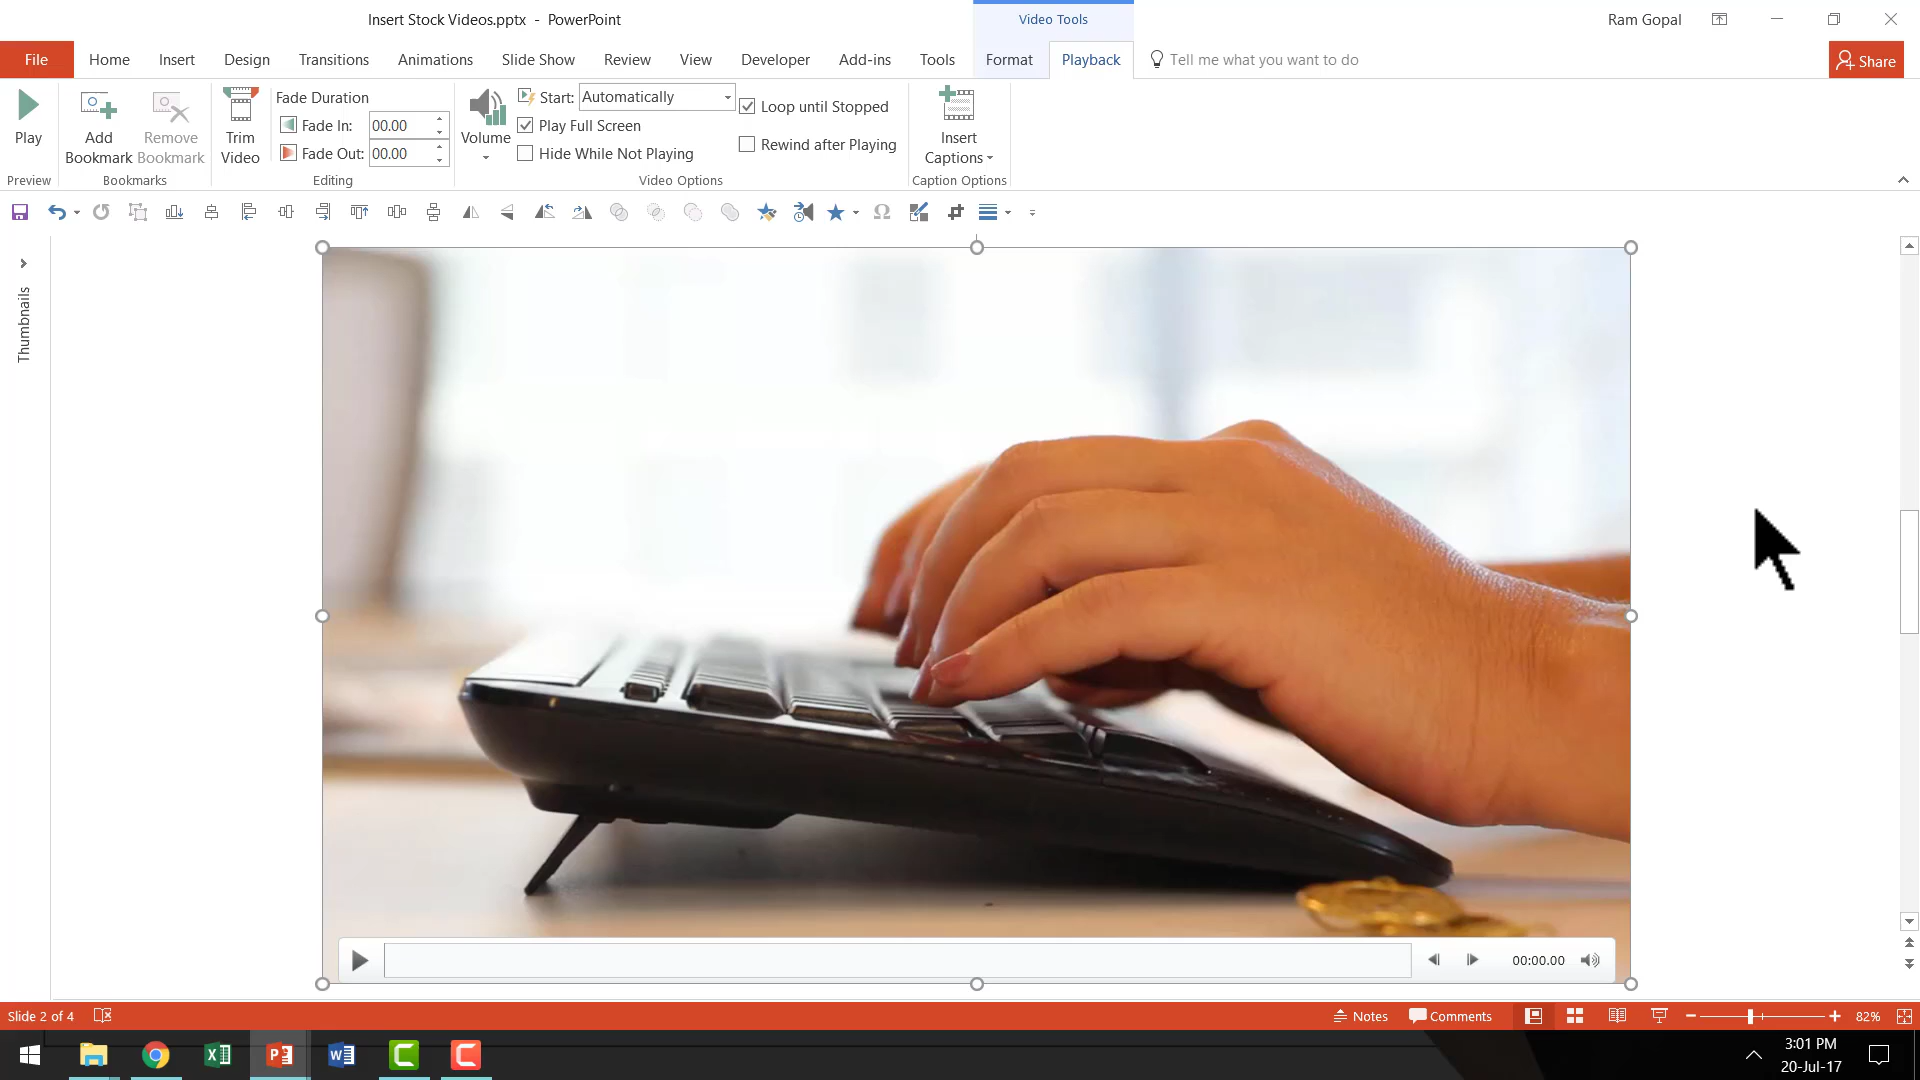 Insert Stock Videos.pptx - PowerPoint
Video Tools
Ram Gopal
File Home Insert Design Transitions Animations Slide Show Review View Developer Add-ins Tools Format Playback Tell me what you want to do Share
Play
Preview
Add Bookmark
Remove Bookmark
Bookmarks
Trim Video
Fade Duration
Fade In: 00.00
Fade Out: 00.00
Editing
Volume
Start: Automatically
Play Full Screen
Hide While Not Playing
Loop until Stopped
Rewind after Playing
Video Options
Insert Captions
Caption Options
Thumbnails
00:00.00
Slide 2 of 4
Notes
Comments
82%
3:01 PM
20-Jul-17